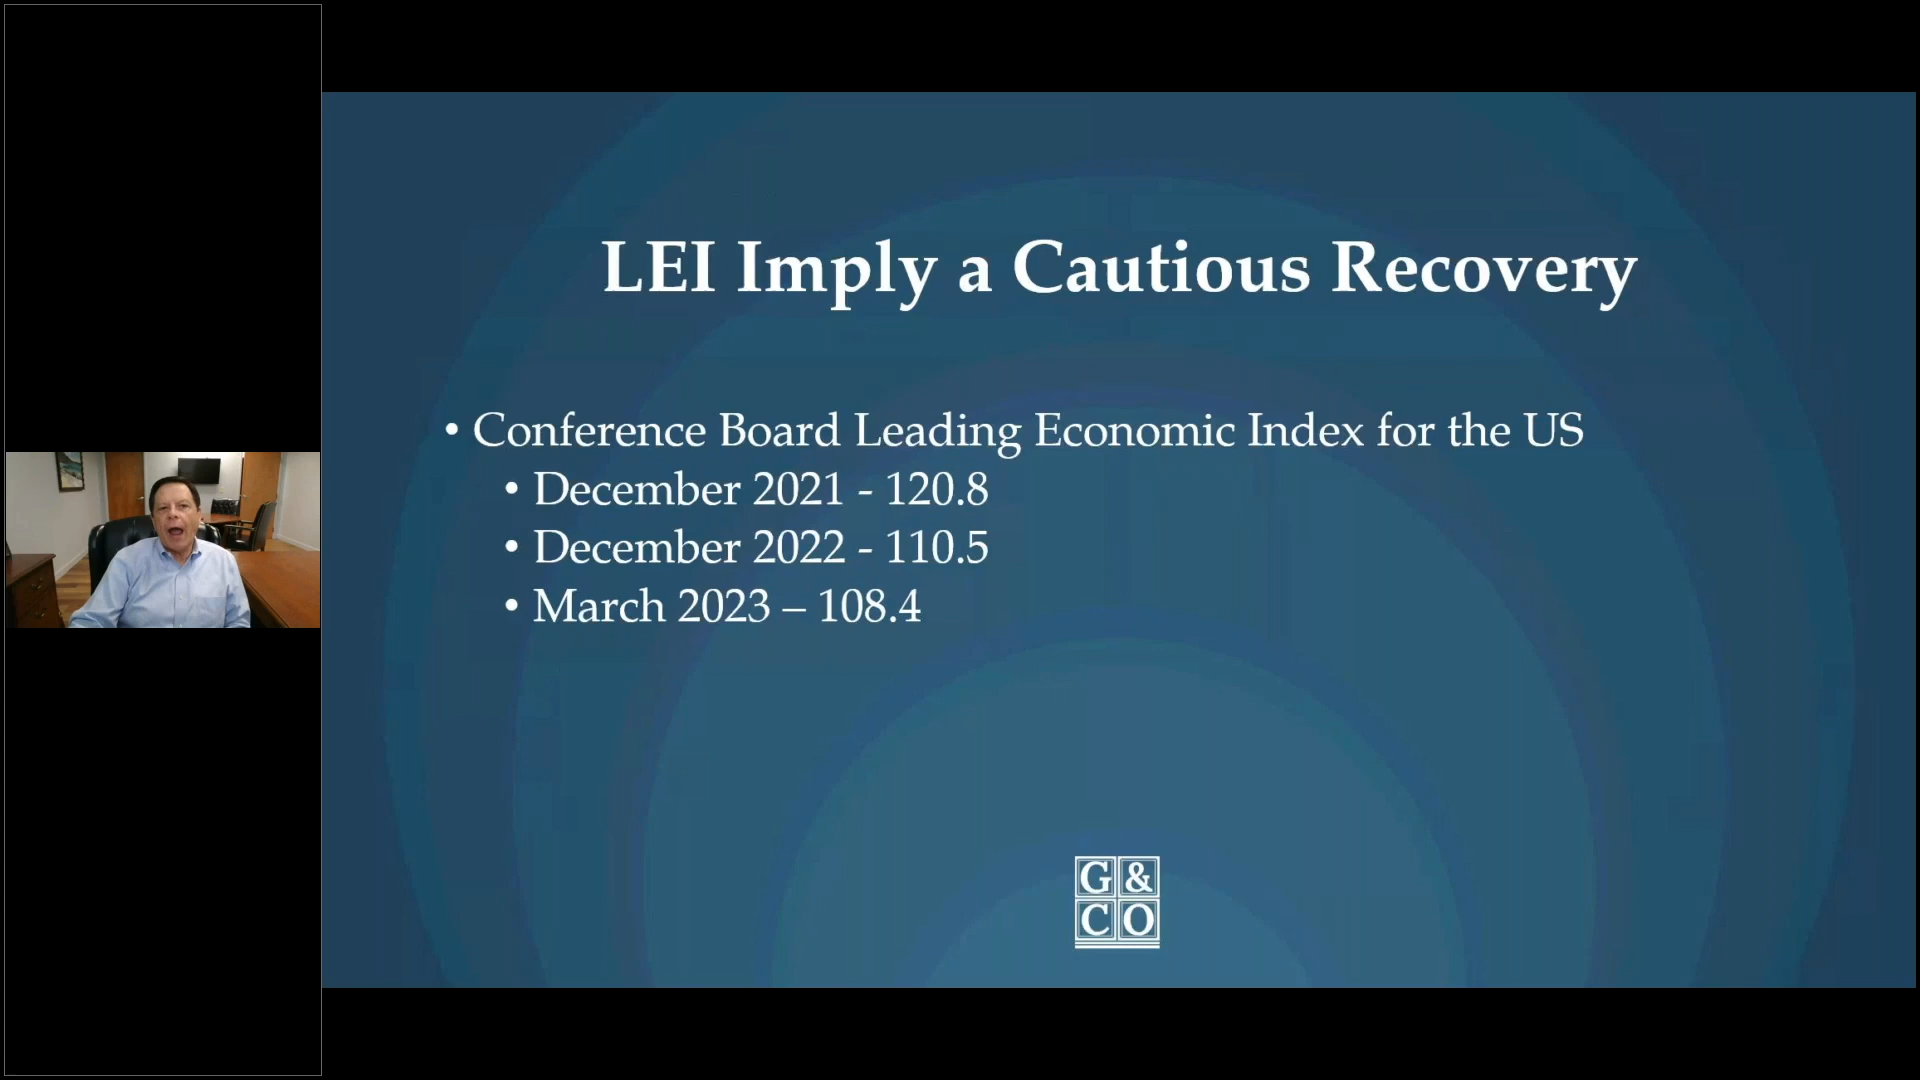 LEI Imply a Cautious Recovery
• Conference Board Leading Economic Index for the US
• December 2021 - 120.8
• December 2022 - 110.5
• March 2023 – 108.4
G&
CO